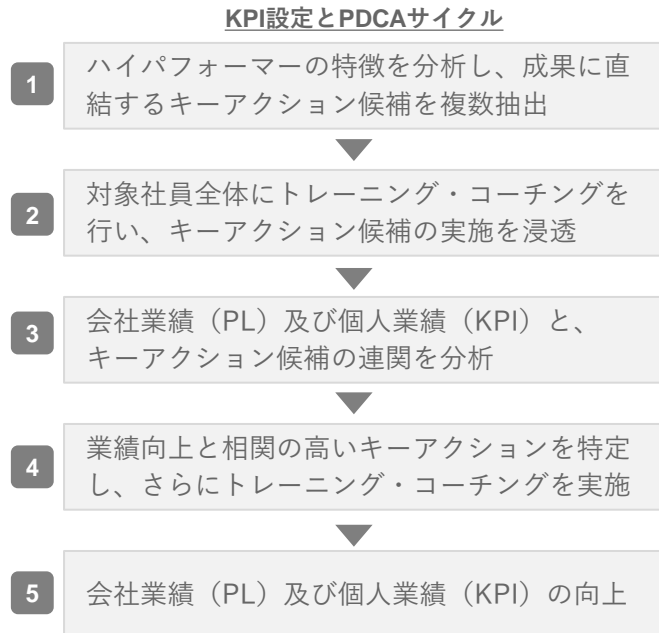 KPI設定とPDCAサイクル
1
ハイパフォーマーの特徴を分析し、成果に直
結するキーアクション候補を複数抽出
2
対象社員全体にトレーニング・コーチングを
行い、キーアクション候補の実施を浸透
3
会社業績（PL）及び個人業績（KPI）と、
キーアクション候補の連関を分析
4
業績向上と相関の高いキーアクションを特定
し、さらにトレーニング・コーチングを実施
5
会社業績（PL）及び個人業績（KPI）の向上